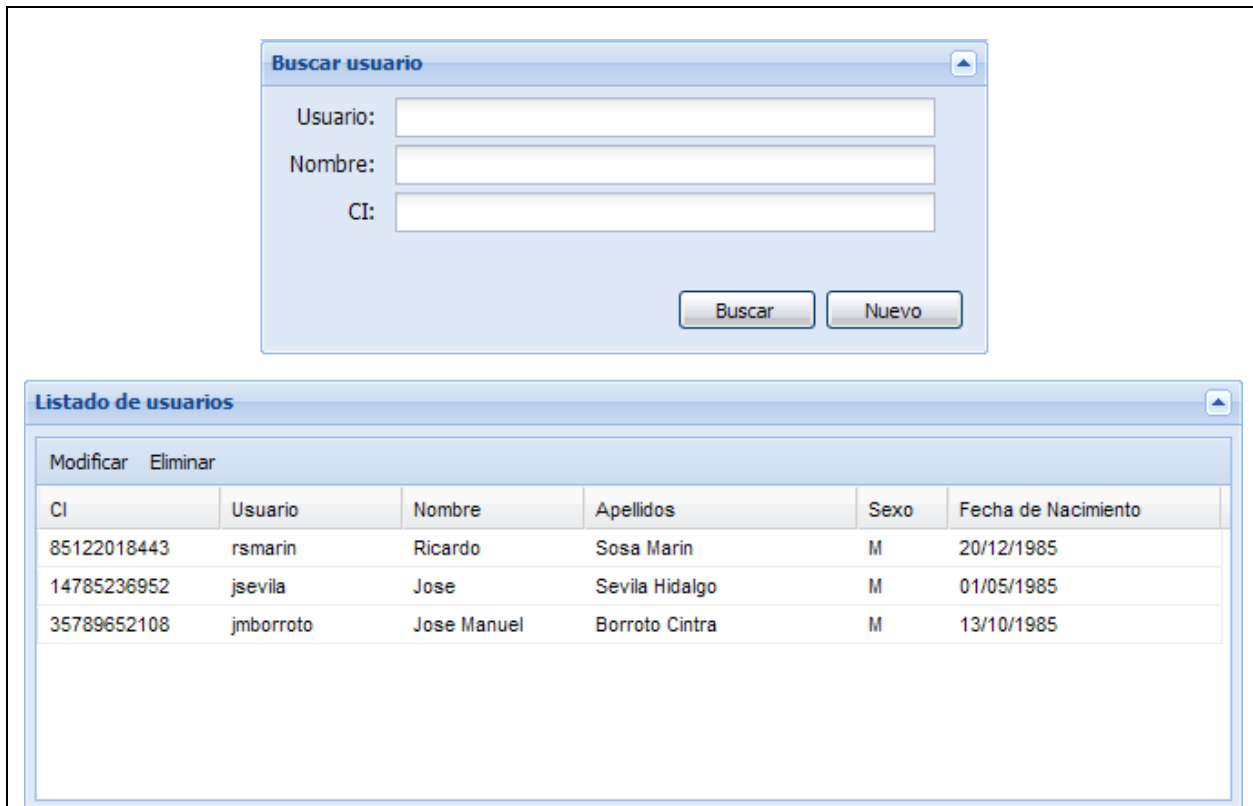 Buscar usuario
Usuario:
Nombre:
CI:
Buscar Nuevo
Listado de usuarios
Modificar Eliminar
CI Usuario Nombre Apellidos Sexo Fecha de Nacimiento
85122018443 rsmarin Ricardo Sosa Marin M 20/12/1985
14785236952 jsevila Jose Sevila Hidalgo M 01/05/1985
35789652108 jmborroto Jose Manuel Borroto Cintra M 13/10/1985